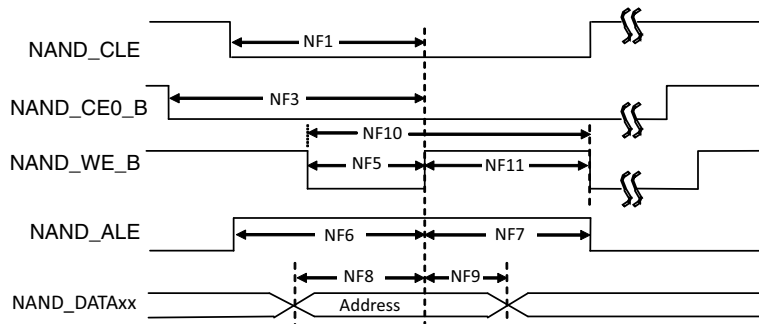 NAND_CLE
NF1
NAND_CE0_B
NF3
NF10
NAND_WE_B
NF5
NF11
NAND_ALE
NF6
NF7
NF8
NF9
NAND_DATAxx
Address